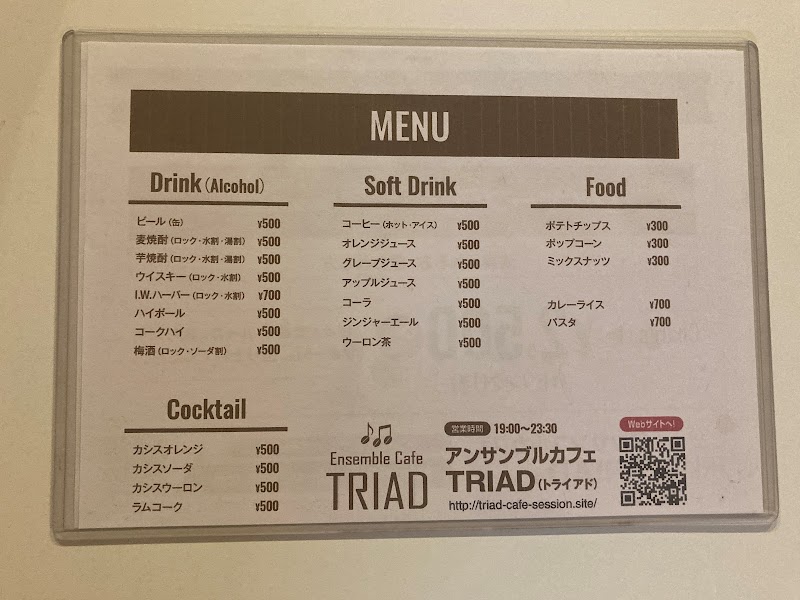 MENU
Drink (Alcohol)
ビール (缶) ¥500
麦焼酎 (ロック・水割・湯割) ¥500
芋焼酎 (ロック・水割・湯割) ¥500
ウイスキー (ロック・水割) ¥500
I.W.ハーパー (ロック・水割) ¥700
ハイボール ¥500
コークハイ ¥500
梅酒 (ロック・ソーダ割) ¥500
Cocktail
カシスオレンジ ¥500
カシスソーダ ¥500
カシスウーロン ¥500
ラムコーク ¥500
Soft Drink
コーヒー (ホット・アイス) ¥500
オレンジジュース ¥500
グレープジュース ¥500
アップルジュース ¥500
コーラ ¥500
ジンジャーエール ¥500
ウーロン茶 ¥500
Food
ポテトチップス ¥300
ポップコーン ¥300
ミックスナッツ ¥300
カレーライス ¥700
パスタ ¥700
Ensemble Cafe
TRIAD
営業時間 19:00〜23:30
アンサンブルカフェ
TRIAD (トライアド)
http://triad-cafe-session.site/
Webサイトへ!